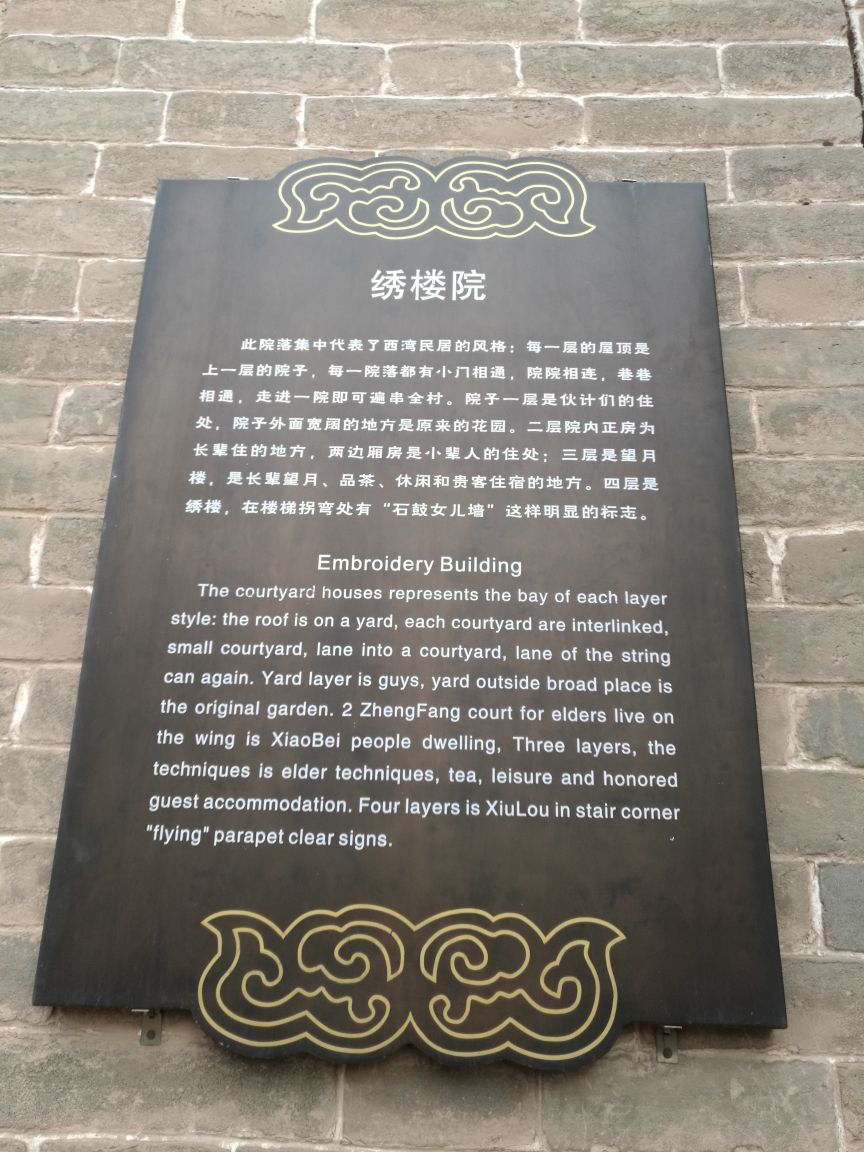 绣楼院
此院落集中代表了西湾民居的风格：每一层的屋顶是
上一层的院子，每一院落都有小门相通，院院相连，巷巷
相通，走进一院即可遍串全村。院子一层是伙计们的住
处，院子外面宽阔的地方是原来的花园。二层院内正房为
长辈住的地方，两边厢房是小辈人的住处；三层是望月
楼，是长辈望月、品茶、休闲和贵客住宿的地方。四层是
绣楼，在楼梯拐弯处有“石鼓女儿墙”这样明显的标志。
Embroidery Building
The courtyard houses represents the bay of each layer
style: the roof is on a yard, each courtyard are interlinked,
small courtyard, lane into a courtyard, lane of the string
can again. Yard layer is guys, yard outside broad place is
the original garden. 2 ZhengFang court for elders live on
the wing is XiaoBei people dwelling, Three layers, the
techniques is elder techniques, tea, leisure and honored
guest accommodation. Four layers is XiuLou in stair corner
"flying" parapet clear signs.